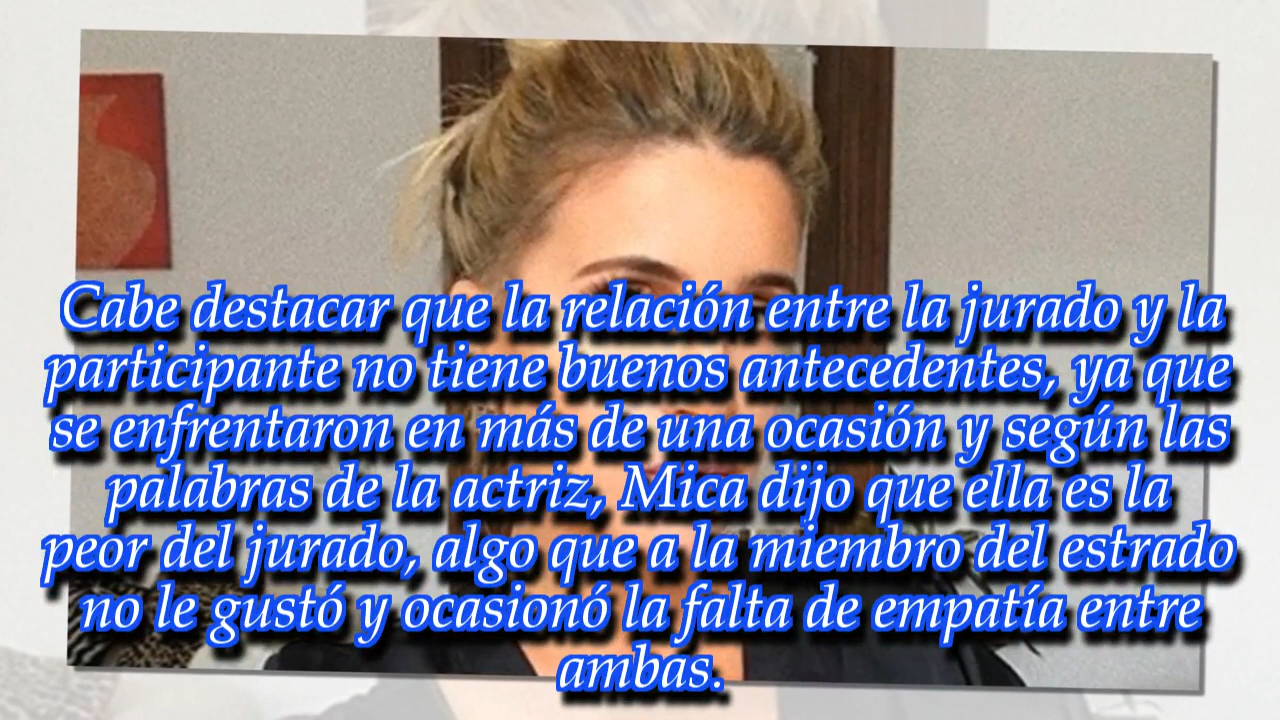 Cabe destacar que la relación entre la jurado y la
participante no tiene buenos antecedentes, ya que
se enfrentaron en más de una ocasión y según las
palabras de la actriz, Mica dijo que ella es la
peor del jurado, algo que a la miembro del estrado
no le gustó y ocasionó la falta de empatía entre
ambas.